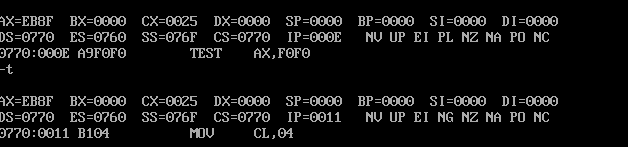 AX=EB8F  BX=0000  CX=0025  DX=0000  SP=0000  BP=0000  SI=0000  DI=0000
DS=0770  ES=0760  SS=076F  CS=0770  IP=000E   NV UP EI PL NZ NA PO NC
0770:000E A9F0F0        TEST    AX,F0F0
-t
AX=EB8F  BX=0000  CX=0025  DX=0000  SP=0000  BP=0000  SI=0000  DI=0000
DS=0770  ES=0760  SS=076F  CS=0770  IP=0011   NV UP EI NG NZ NA PO NC
0770:0011 B104          MOV     CL,04